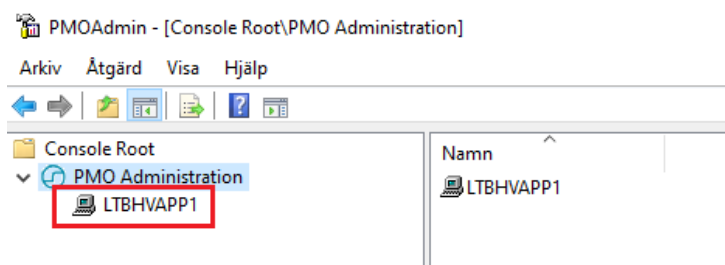 PMOAdmin - [Console Root\PMO Administration]
Arkiv Åtgärd Visa Hjälp
Console Root
PMO Administration
LTBHVAPP1
Namn
LTBHVAPP1